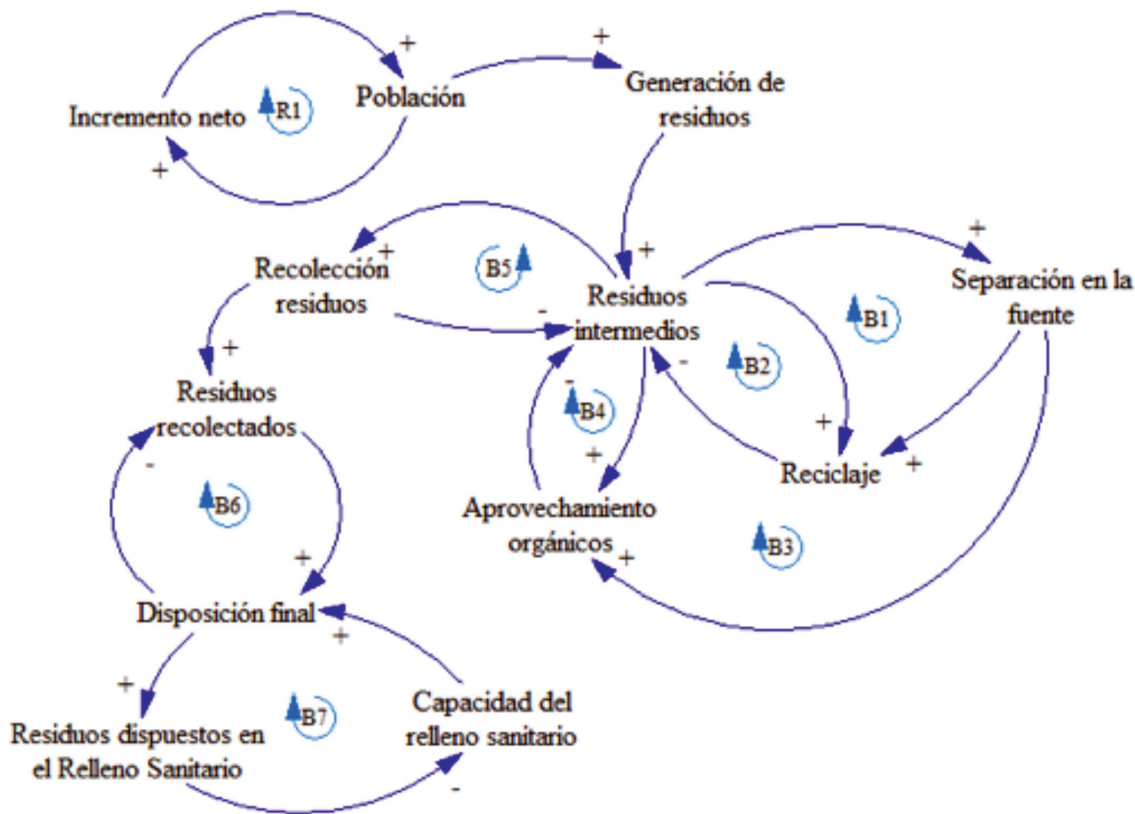 +
+
Generación de
residuos
Población
Incremento neto
R1
+
+
+
+
Recolección
residuos
B5
Residuos
intermedios
Separación en la
fuente
B1
-
+
B2
-
Residuos
recolectados
-
B4
+
+
Reciclaje
+
-
B6
Aprovechamiento
orgánicos
B3
+
+
Disposición final
+
+
Capacidad del
relleno sanitario
B7
Residuos dispuestos en
el Relleno Sanitario
-